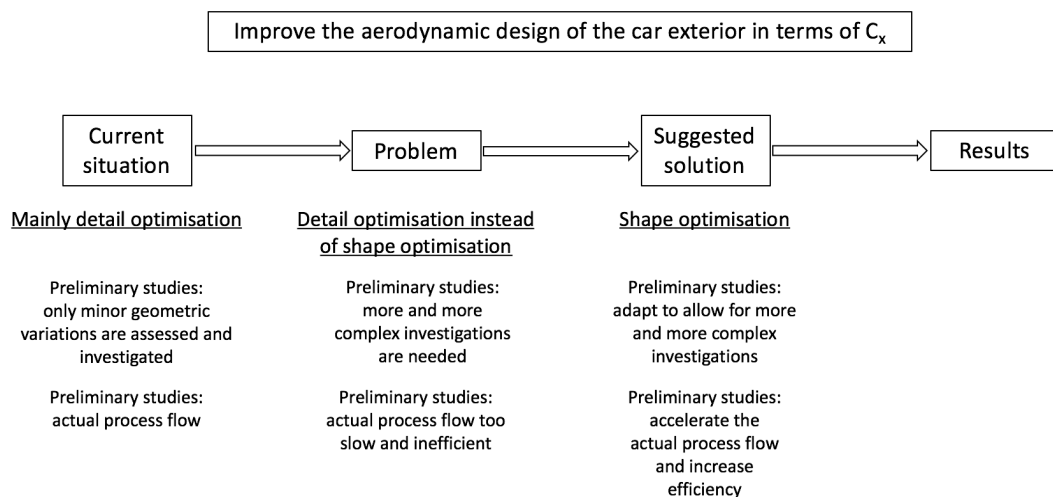 Improve the aerodynamic design of the car exterior in terms of Cx
Current
situation
Problem
Suggested
solution
Results
Mainly detail optimisation
Preliminary studies:
only minor geometric
variations are assessed and
investigated
Preliminary studies:
actual process flow
Detail optimisation instead
of shape optimisation
Preliminary studies:
more and more
complex investigations
are needed
Preliminary studies:
actual process flow too
slow and inefficient
Shape optimisation
Preliminary studies:
adapt to allow for more
and more complex
investigations
Preliminary studies:
accelerate the
actual process flow
and increase
efficiency